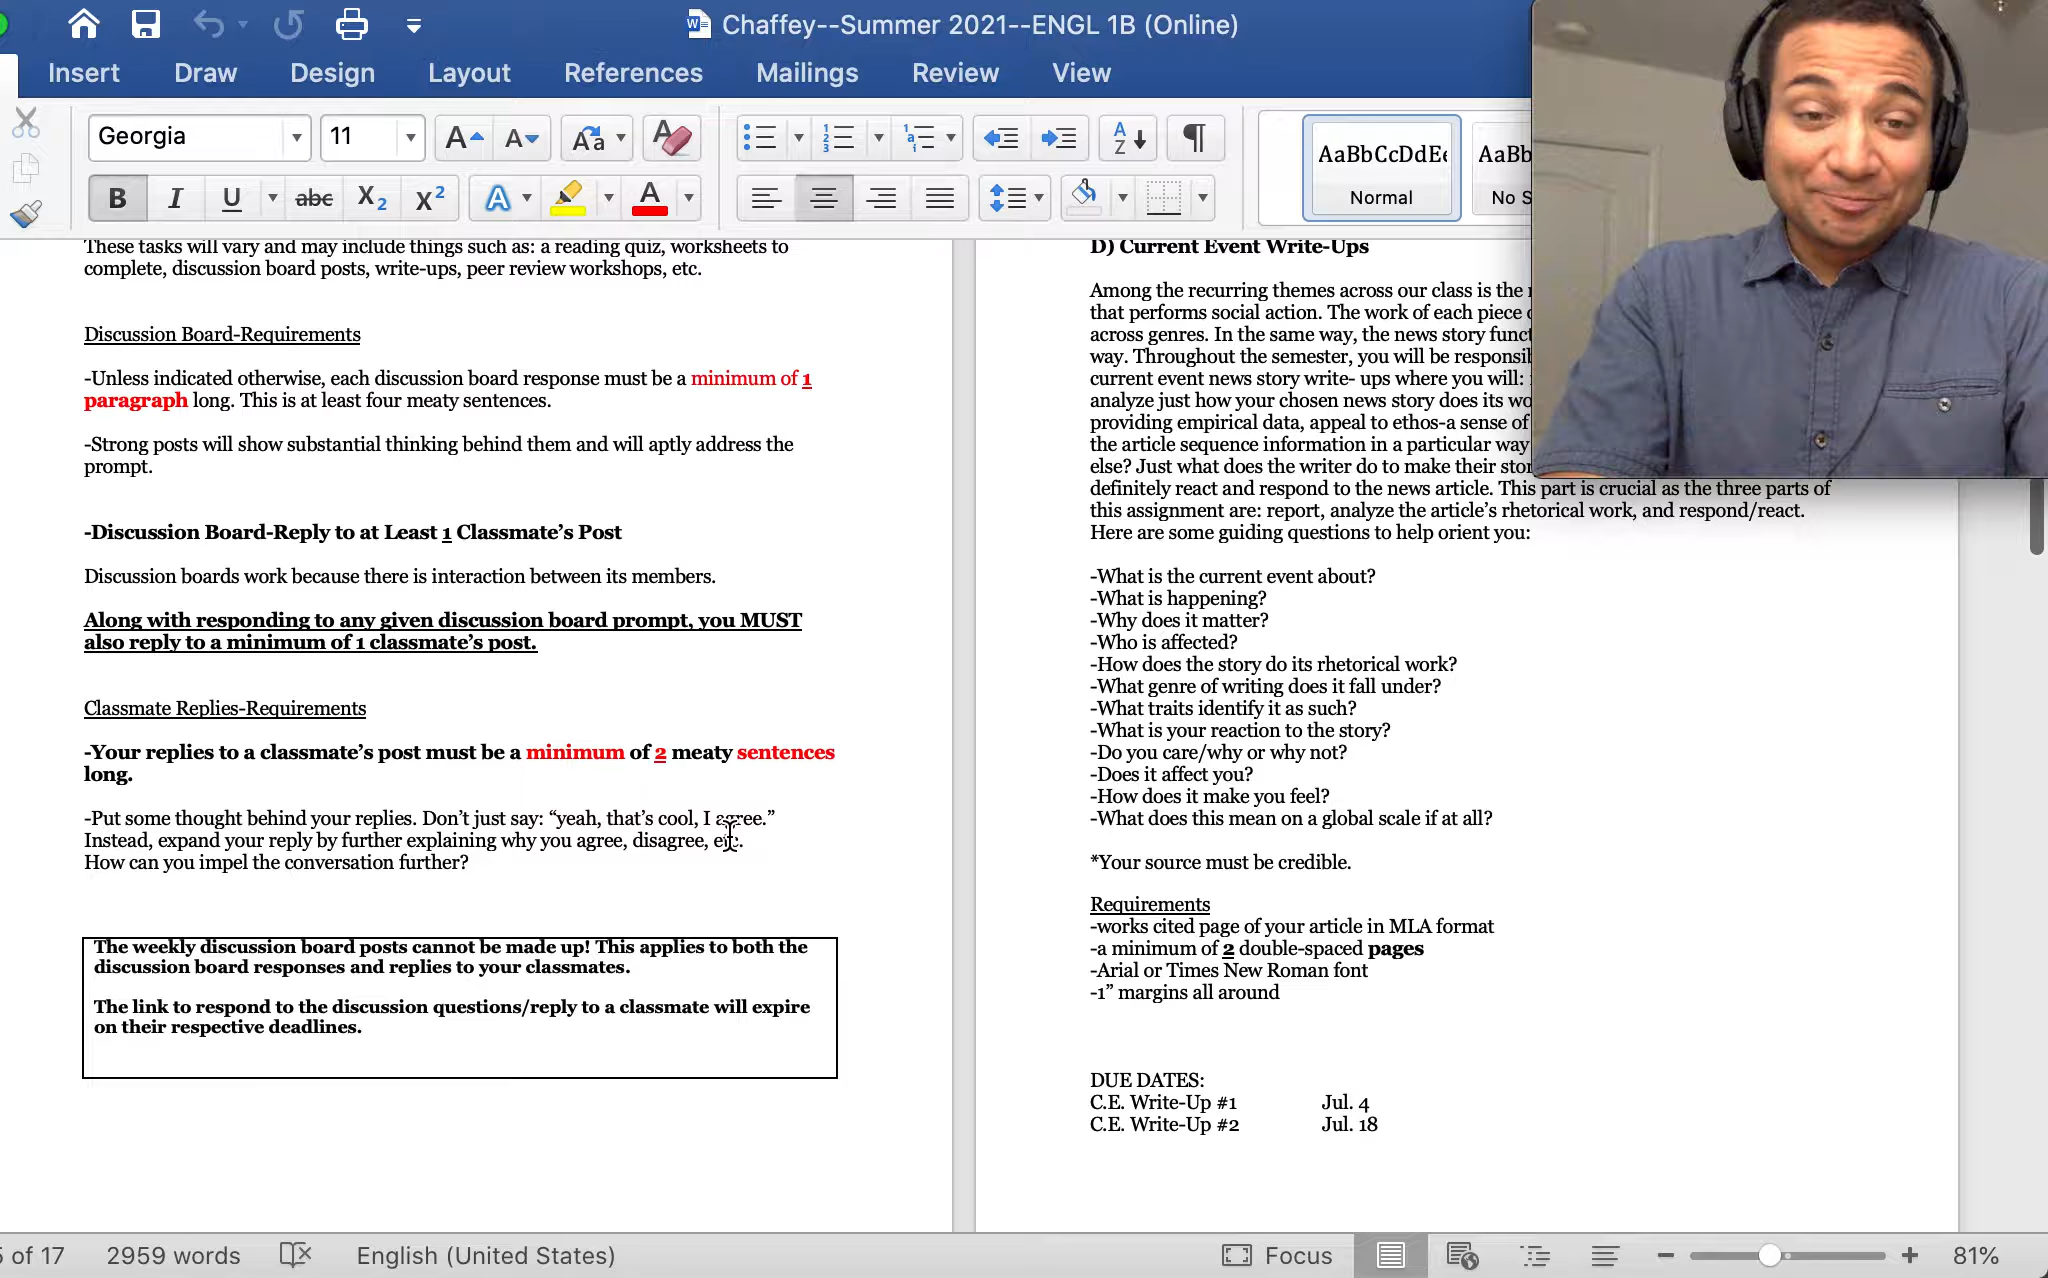 Chaffey--Summer 2021--ENGL 1B (Online)
Insert Draw Design Layout References Mailings Review View
Georgia 11
AaBbCcDdEe AaBb
Normal No S
These tasks will vary and may include things such as: a reading quiz, worksheets to
complete, discussion board posts, write-ups, peer review workshops, etc.
Discussion Board-Requirements
-Unless indicated otherwise, each discussion board response must be a minimum of 1
paragraph long. This is at least four meaty sentences.
-Strong posts will show substantial thinking behind them and will aptly address the
prompt.
-Discussion Board-Reply to at Least 1 Classmate’s Post
Discussion boards work because there is interaction between its members.
Along with responding to any given discussion board prompt, you MUST
also reply to a minimum of 1 classmate’s post.
Classmate Replies-Requirements
-Your replies to a classmate’s post must be a minimum of 2 meaty sentences
long.
-Put some thought behind your replies. Don’t just say: “yeah, that’s cool, I agree.”
Instead, expand your reply by further explaining why you agree, disagree, etc.
How can you impel the conversation further?
The weekly discussion board posts cannot be made up! This applies to both the
discussion board responses and replies to your classmates.
The link to respond to the discussion questions/reply to a classmate will expire
on their respective deadlines.
D) Current Event Write-Ups
Among the recurring themes across our class is the
that performs social action. The work of each piece
across genres. In the same way, the news story
way. Throughout the semester, you will be
current event news story write- ups where you will:
analyze just how your chosen news story does its
providing empirical data, appeal to ethos-a sense of
the article sequence information in a particular way
else? Just what does the writer do to make their
definitely react and respond to the news article. This part is crucial as the three parts of
this assignment are: report, analyze the article’s rhetorical work, and respond/react.
Here are some guiding questions to help orient you:
-What is the current event about?
-What is happening?
-Why does it matter?
-Who is affected?
-How does the story do its rhetorical work?
-What genre of writing does it fall under?
-What traits identify it as such?
-What is your reaction to the story?
-Do you care/why or why not?
-Does it affect you?
-How does it make you feel?
-What does this mean on a global scale if at all?
*Your source must be credible.
Requirements
-works cited page of your article in MLA format
-a minimum of 2 double-spaced pages
-Arial or Times New Roman font
-1” margins all around
DUE DATES:
C.E. Write-Up #1 Jul. 4
C.E. Write-Up #2 Jul. 18
of 17 2959 words English (United States) Focus 81%